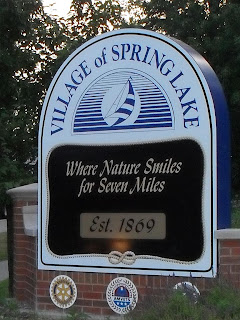 VILLAGE of SPRING LAKE
Where Nature Smiles
for Seven Miles
Est. 1869